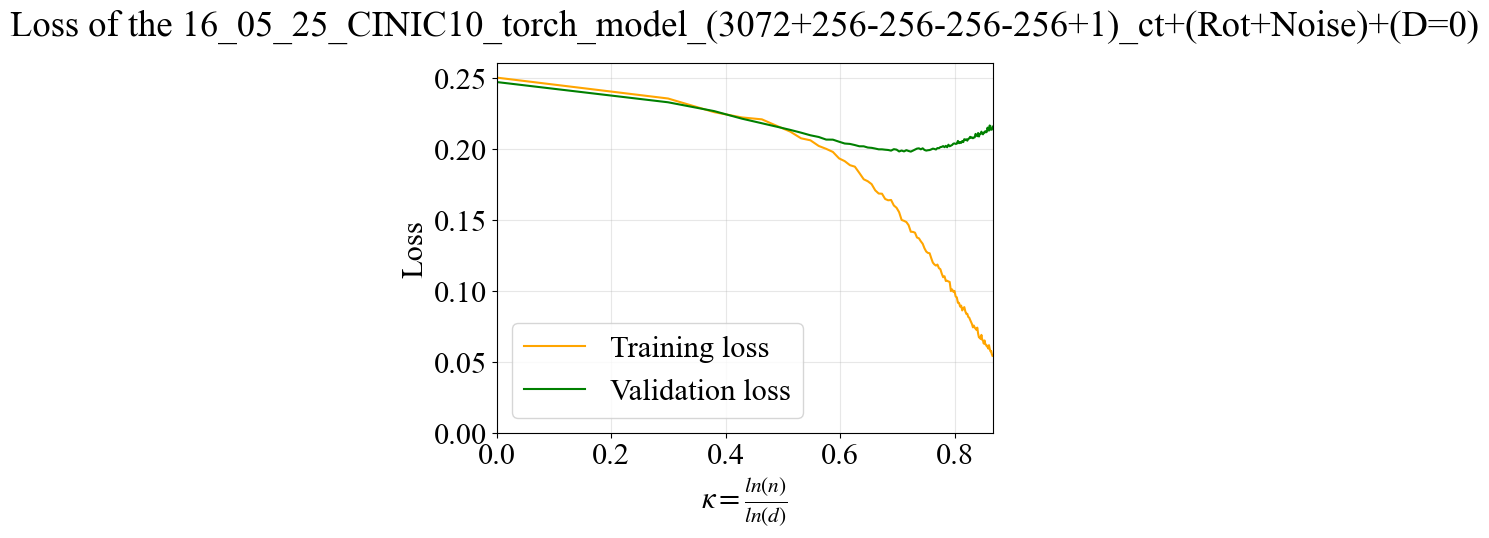 Loss of the 16_05_25_CINIC10_torch_model_(3072+256-256-256-256+1)_ct+(Rot+Noise)+(D=0)
0.25
0.20
0.15
0.10
0.05
0.00
Loss
Training loss
Validation loss
0.0 0.2 0.4 0.6 0.8
κ = ln(n) / ln(d)